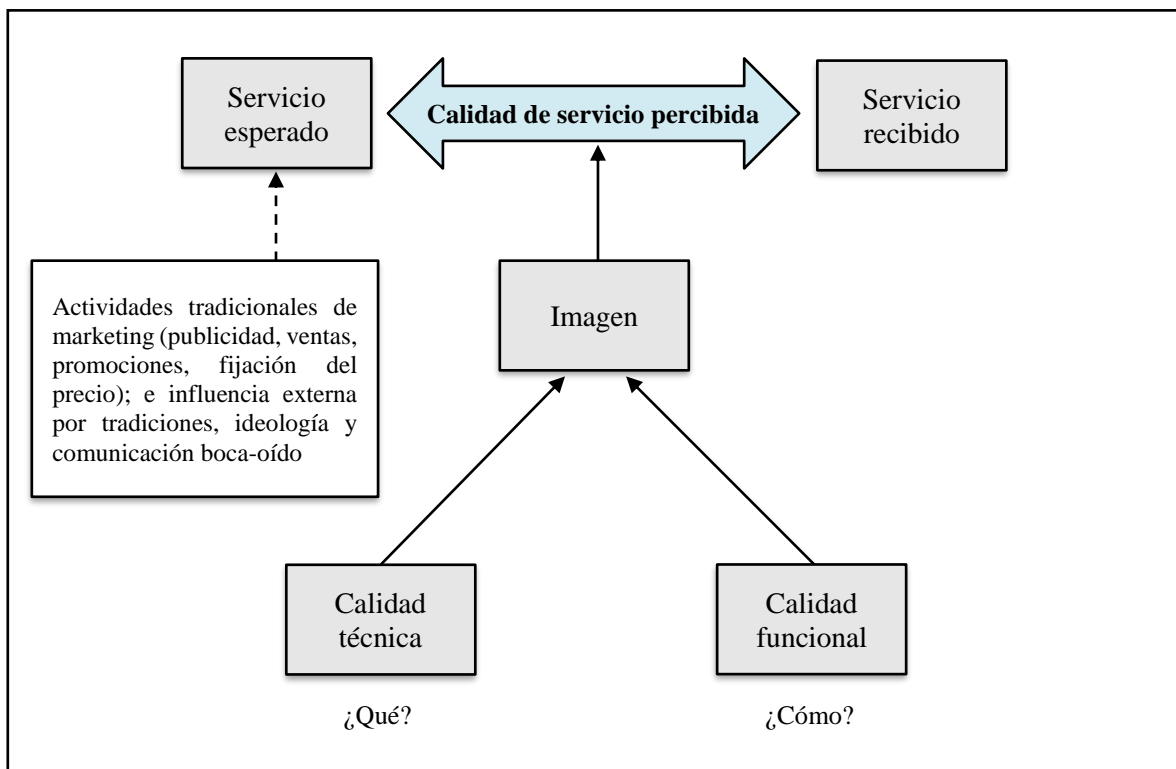 Servicio
esperado
Calidad de servicio percibida
Servicio
recibido
Actividades tradicionales de
marketing (publicidad, ventas,
promociones, fijación del
precio); e influencia externa
por tradiciones, ideología y
comunicación boca-oído
Imagen
Calidad
técnica
Calidad
funcional
¿Qué?
¿Cómo?